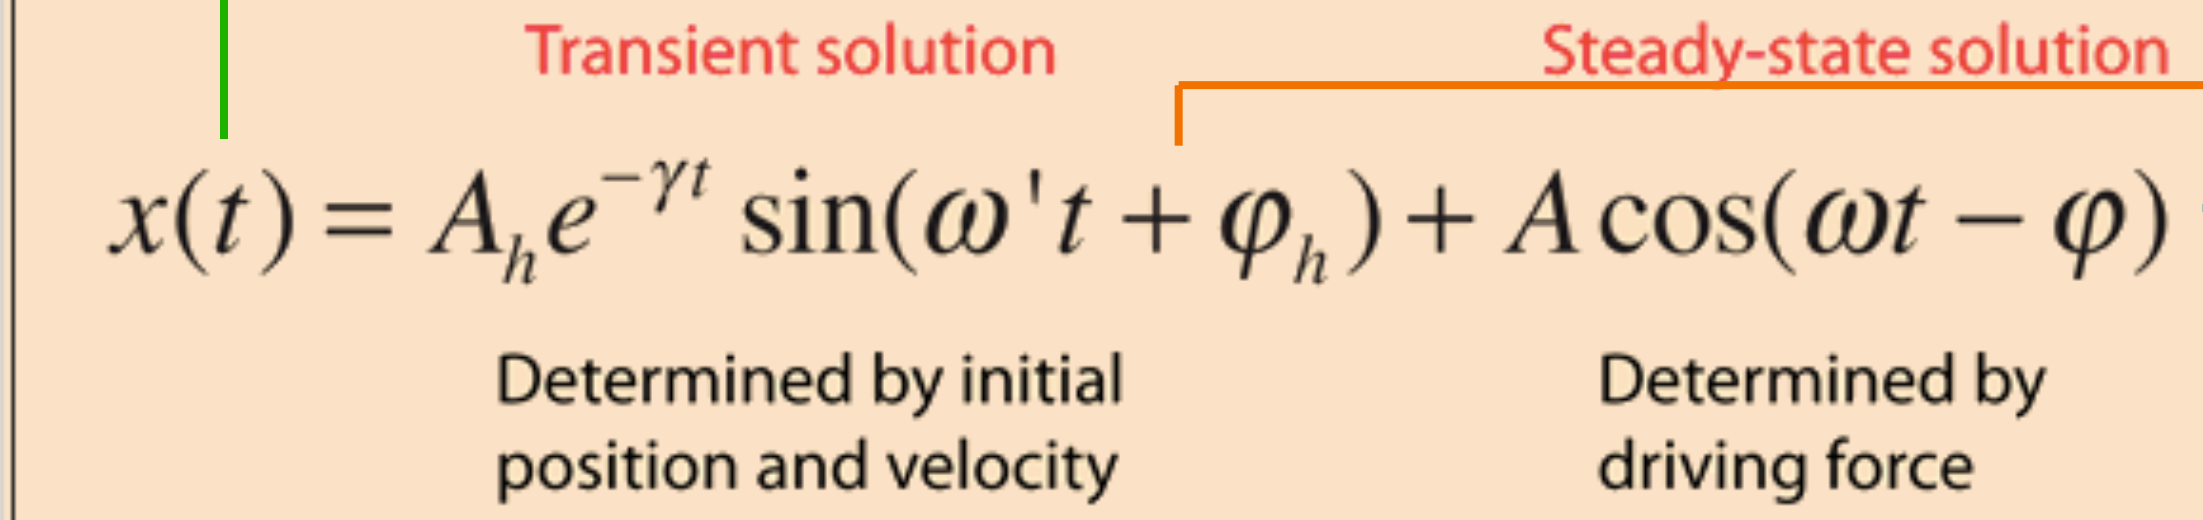 Transient solution Steady-state solution
x(t) = A_h e^{-γt} sin(ω't + φ_h) + A cos(ωt − φ)
Determined by initial Determined by
position and velocity driving force